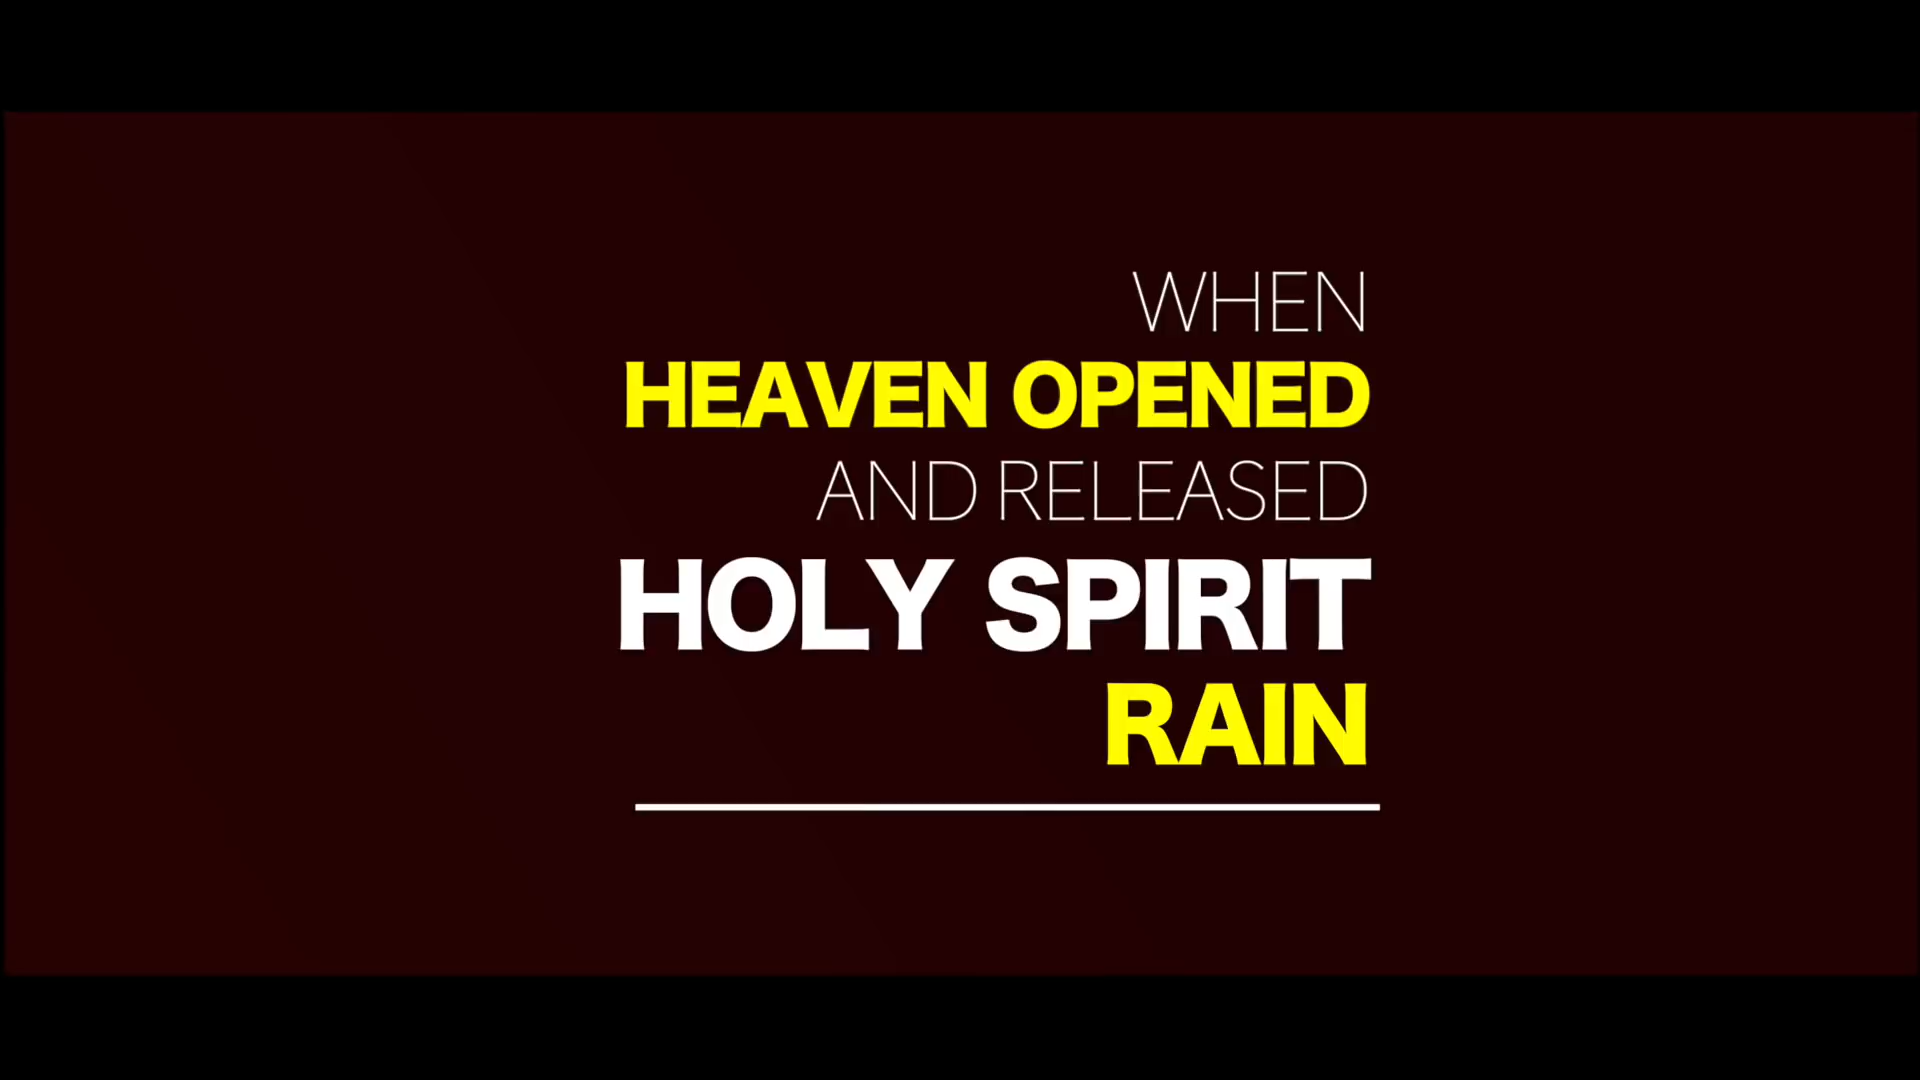 WHEN
HEAVEN OPENED
AND RELEASED
HOLY SPIRIT
RAIN